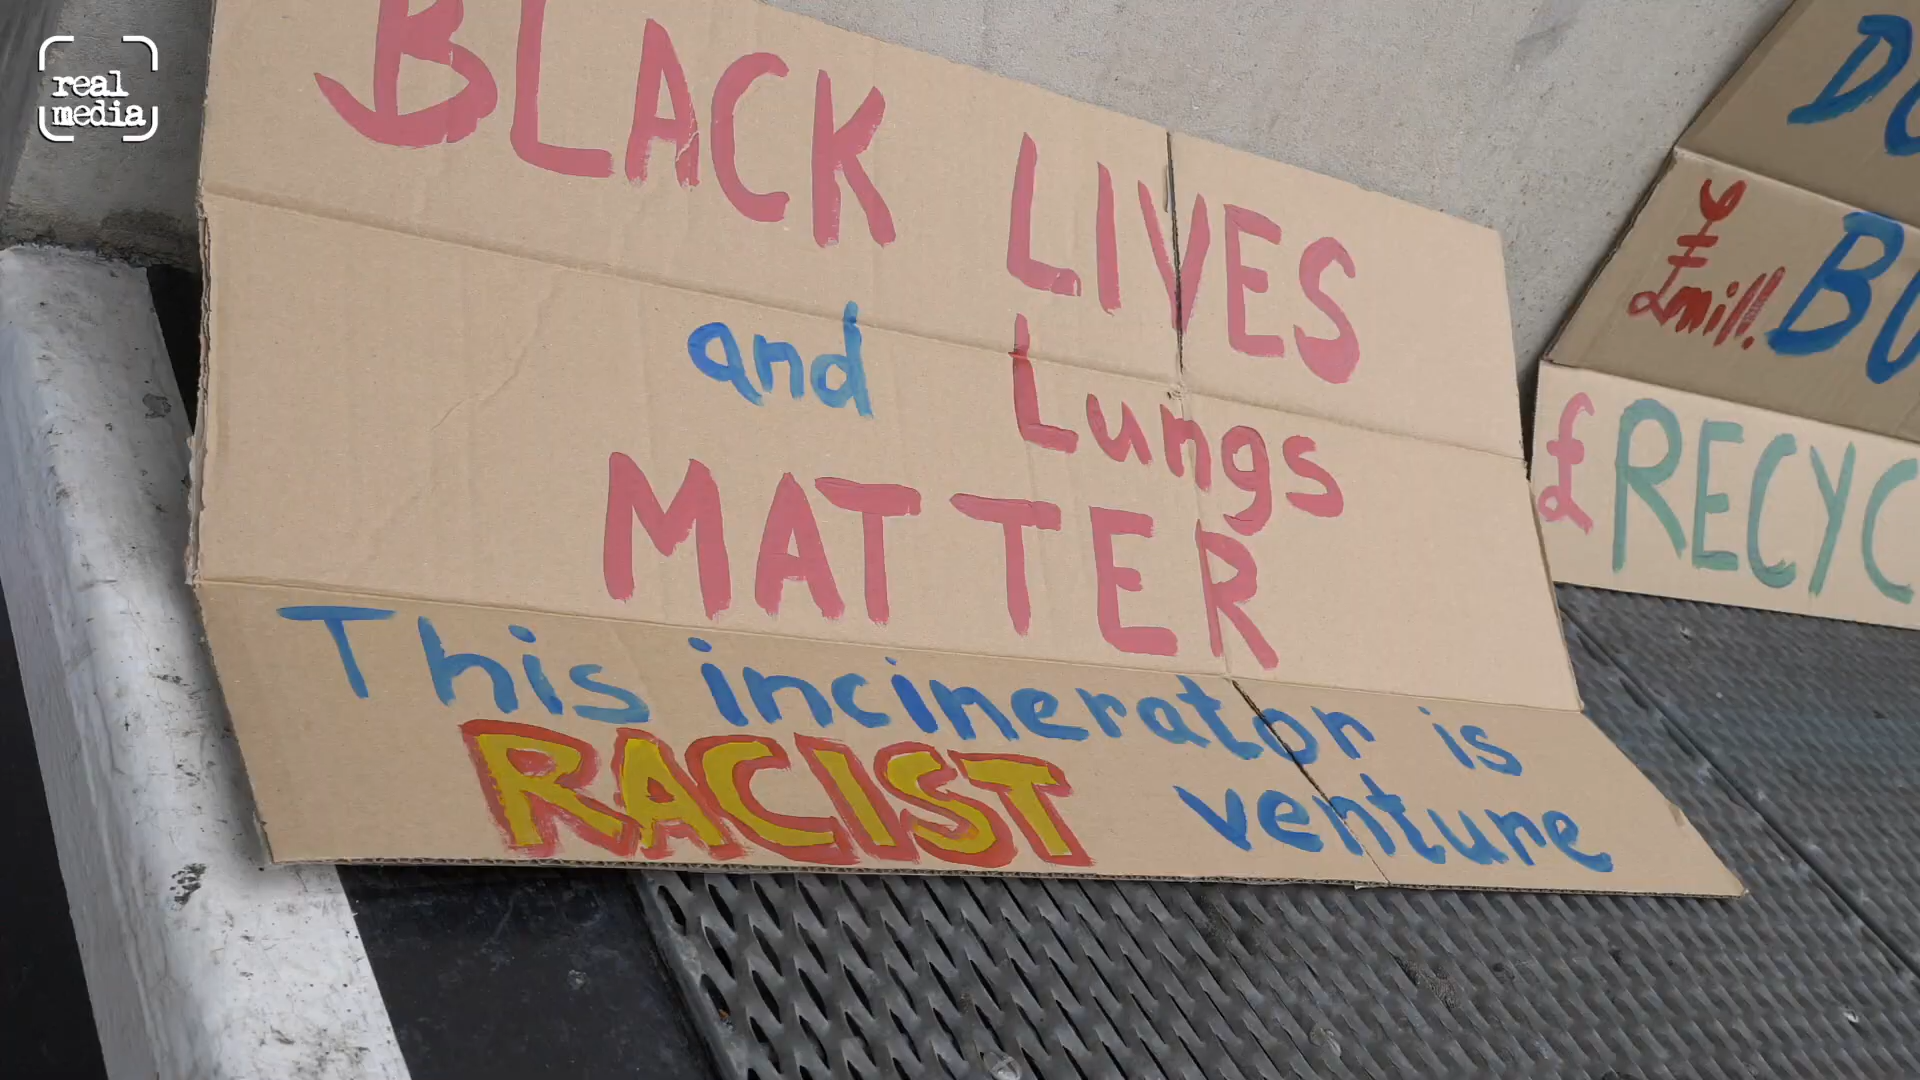 real
media
BLACK LIVES
and Lungs
MATTER
This incinerator is
RACIST venture
£mill!
£ RECYC